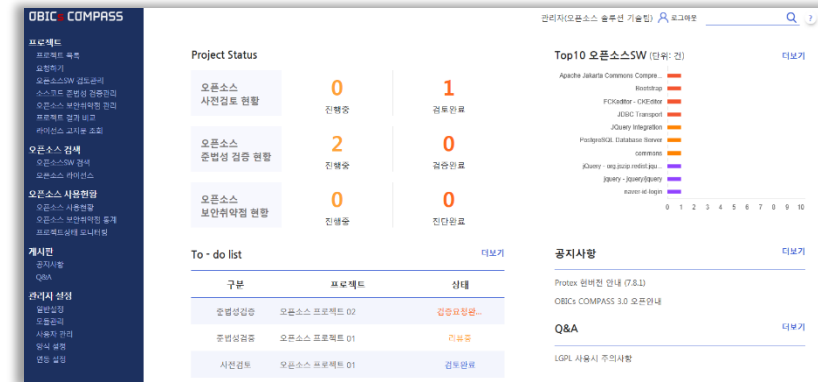 OBICs COMPASS
관리자(오픈소스 솔루션 기술팀) 로그아웃
?
프로젝트
프로젝트 목록
요청하기
오픈소스SW 검토관리
소스코드 준법성 검증관리
오픈소스 보안취약점 관리
프로젝트 결과 비교
라이선스 고지문 조회
오픈소스 검색
오픈소스SW 검색
오픈소스 라이선스
오픈소스 사용현황
오픈소스 사용현황
오픈소스 보안취약점 통계
프로젝트상태 모니터링
게시판
공지사항
Q&A
관리자 설정
일반설정
모듈관리
사용자 관리
양식 설정
연동 설정
Project Status
오픈소스
사전검토 현황
0
진행중
1
검토완료
오픈소스
준법성 검증 현황
2
진행중
0
검증완료
오픈소스
보안취약점 현황
0
진행중
0
진단완료
Top10 오픈소스SW (단위: 건)
더보기
Apache Jakarta Commons Compre...
Bootstrap
FCKeditor - CKEditor
JDBC Transport
JQuery Integration
PostgreSQL Database Server
commons
jQuery - org.jszip.redist.jqu...
jquery - jquery/jquery
naver-id-login
0 1 2 3 4 5 6 7 8 9 10
To - do list
더보기
구분 프로젝트 상태
준법성검증 오픈소스 프로젝트 02 검증요청완...
준법성검증 오픈소스 프로젝트 01 리뷰중
사전검토 오픈소스 프로젝트 01 검토완료
공지사항
더보기
Protex 현버전 안내 (7.8.1)
OBICs COMPASS 3.0 오픈안내
Q&A
더보기
LGPL 사용시 주의사항